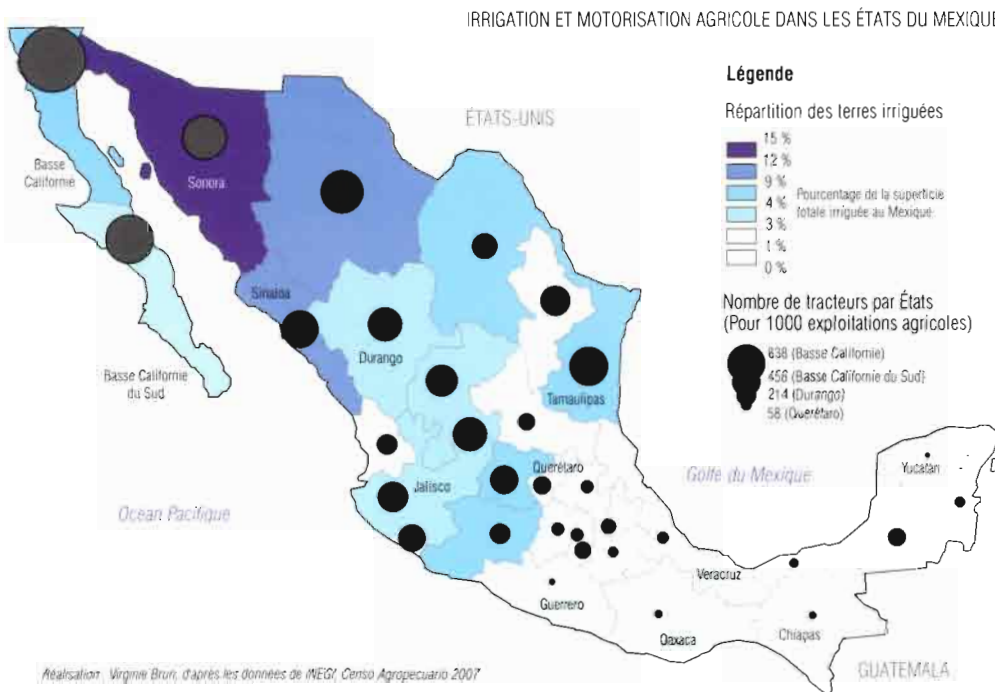 IRRIGATION ET MOTORISATION AGRICOLE DANS LES ÉTATS DU MEXIQUE
Légende
Répartition des terres irriguées
15 %
12 %
9 %
4 %
3 %
1 %
0 %
Pourcentage de la superficie
totale irriguée au Mexique
Nombre de tracteurs par États
(Pour 1000 exploitations agricoles)
638 (Basse Californie)
456 (Basse Californie du Sud)
214 (Durango)
58 (Querétaro)
ÉTATS-UNIS
Basse
Californie
Sonora
Sinaloa
Durango
Basse Californie
du Sud
Tamaulipas
Querétaro
Golfe du Mexique
Yucatán
Jalisco
Ocean Pacifique
Veracruz
Guerrero
Oaxaca
Chiapas
GUATEMALA
Réalisation : Virginie Brun, d'après les données de INEGI, Censo Agropecuario 2007